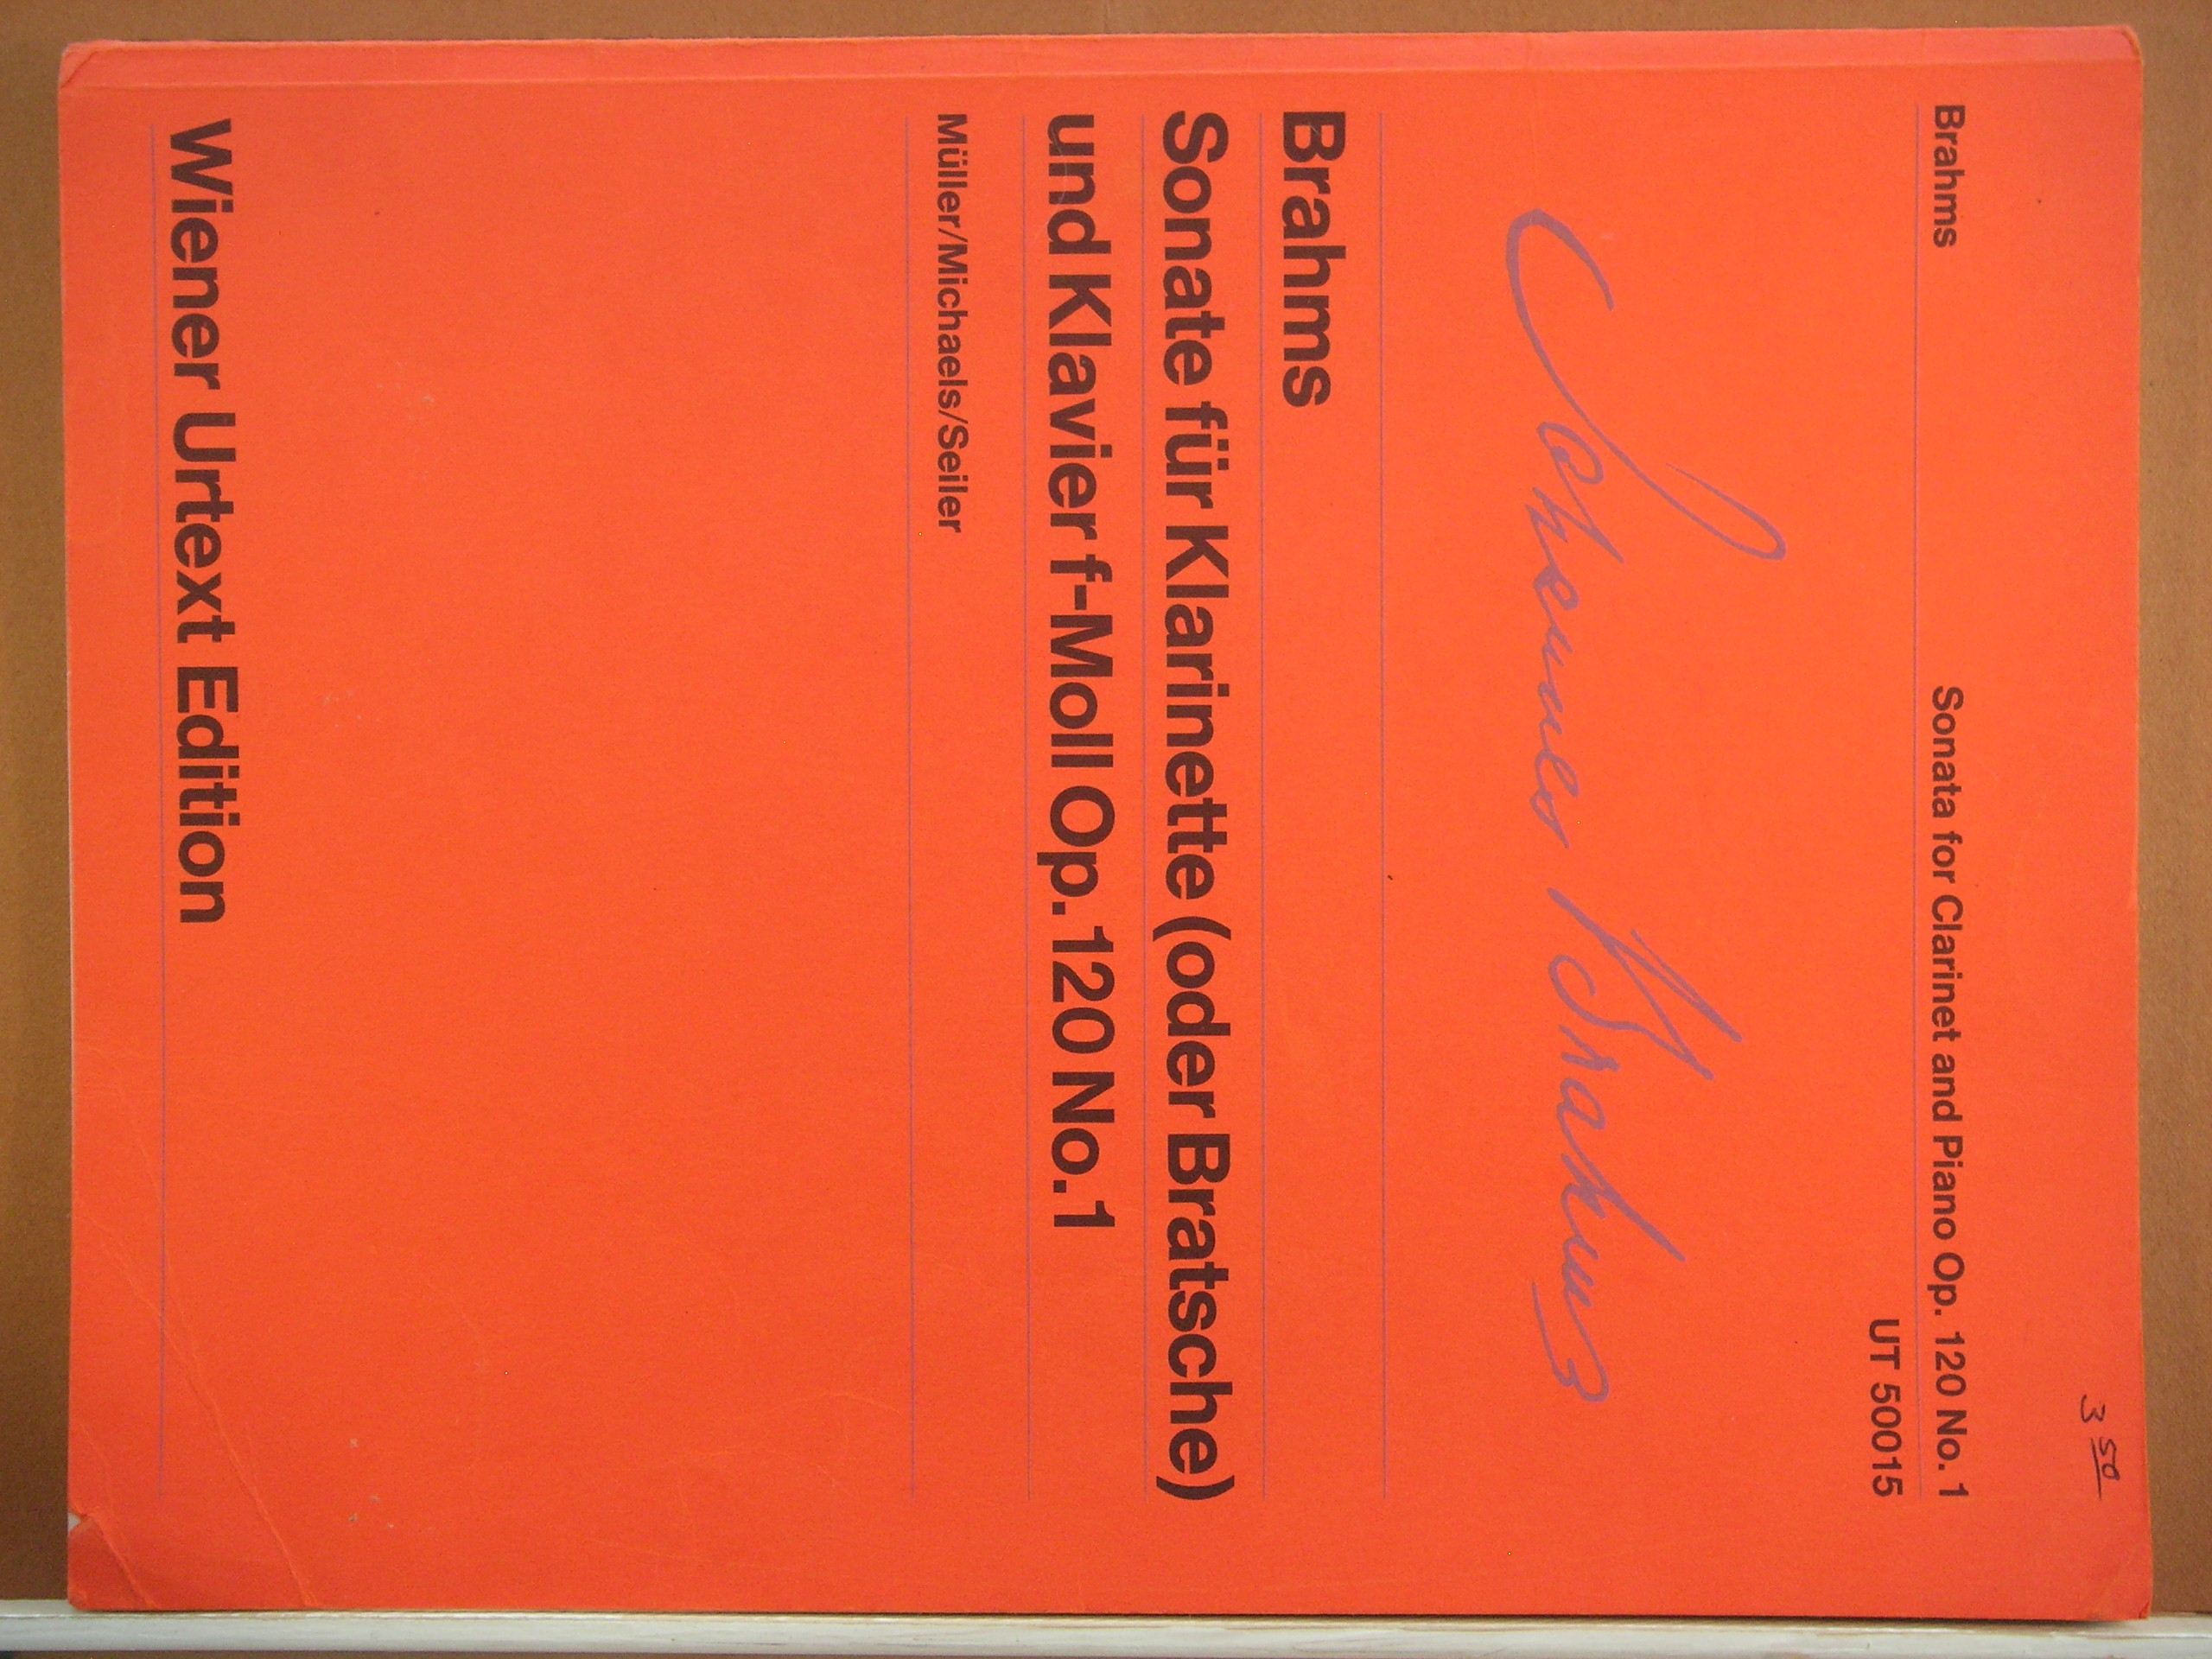 3 50
Brahms Sonata for Clarinet and Piano Op. 120 No. 1
UT 50015
Johannes Brahms
Brahms
Sonate für Klarinette (oder Bratsche)
und Klavier f-Moll Op. 120 No. 1
Müller/Michaels/Seiler
Wiener Urtext Edition